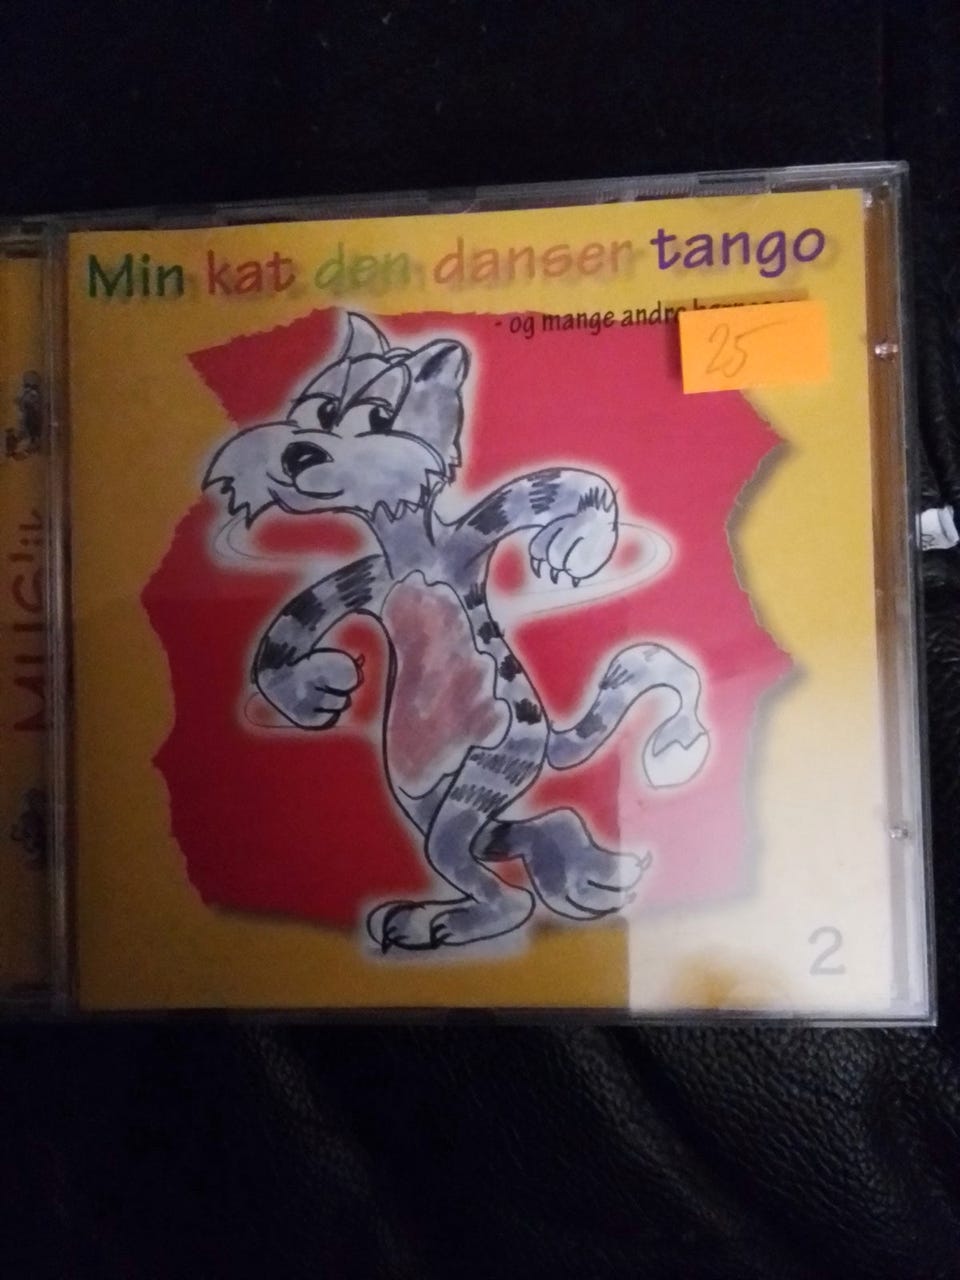 Min kat den danser tango
- og mange andre
25
2